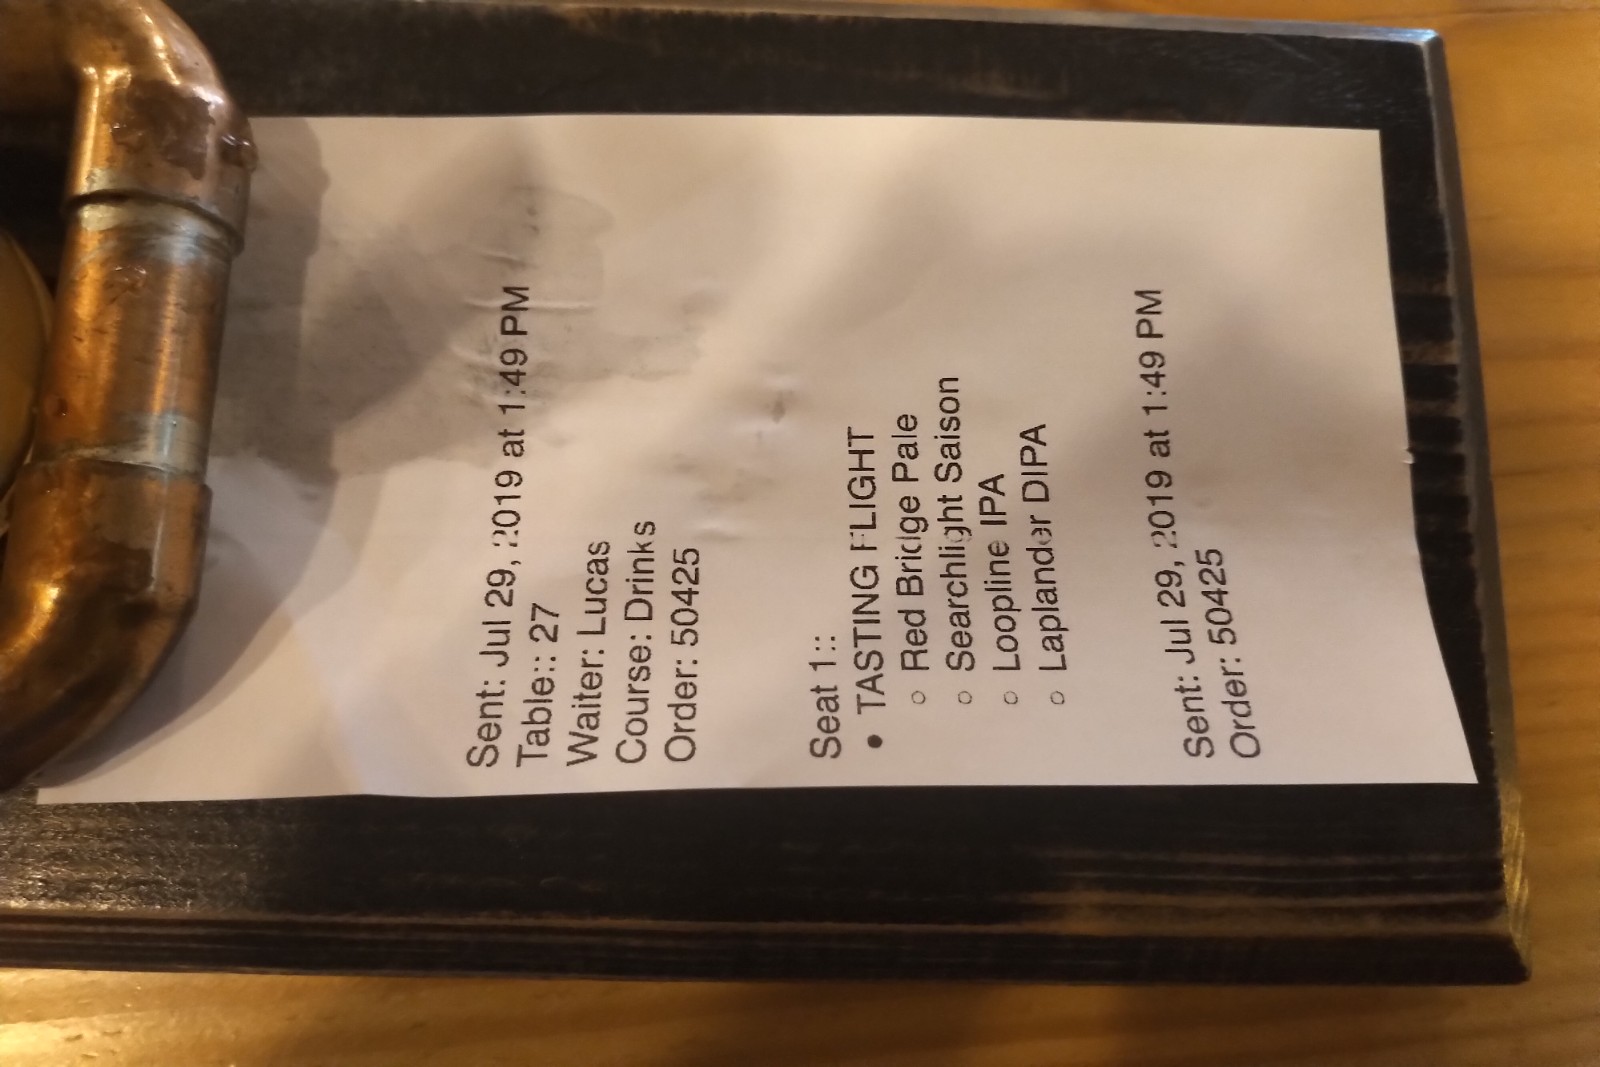 Sent: Jul 29, 2019 at 1:49 PM
Table:: 27
Waiter: Lucas
Course: Drinks
Order: 50425
Seat 1::
• TASTING FLIGHT
○ Red Bridge Pale
○ Searchlight Saison
○ Loopline IPA
○ Laplander DIPA
Sent: Jul 29, 2019 at 1:49 PM
Order: 50425